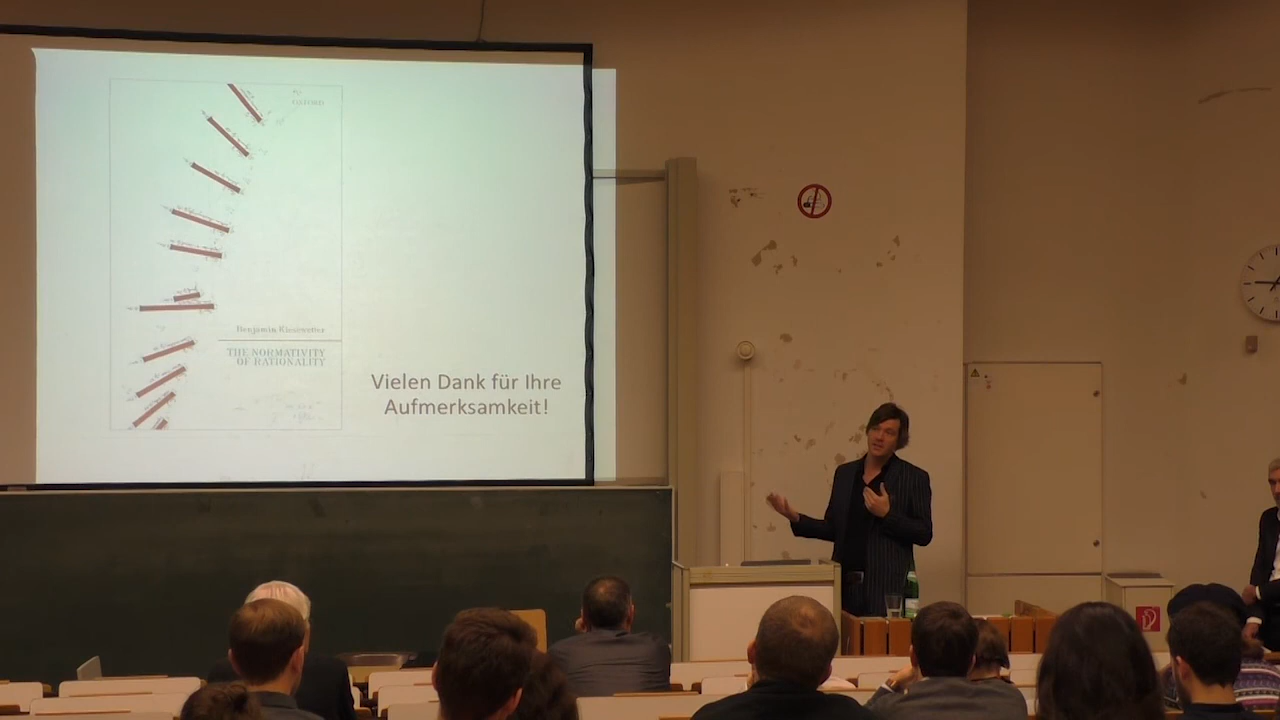 OXFORD
Benjamin Kiesewetter
THE NORMATIVITY
OF RATIONALITY
Vielen Dank für Ihre
Aufmerksamkeit!